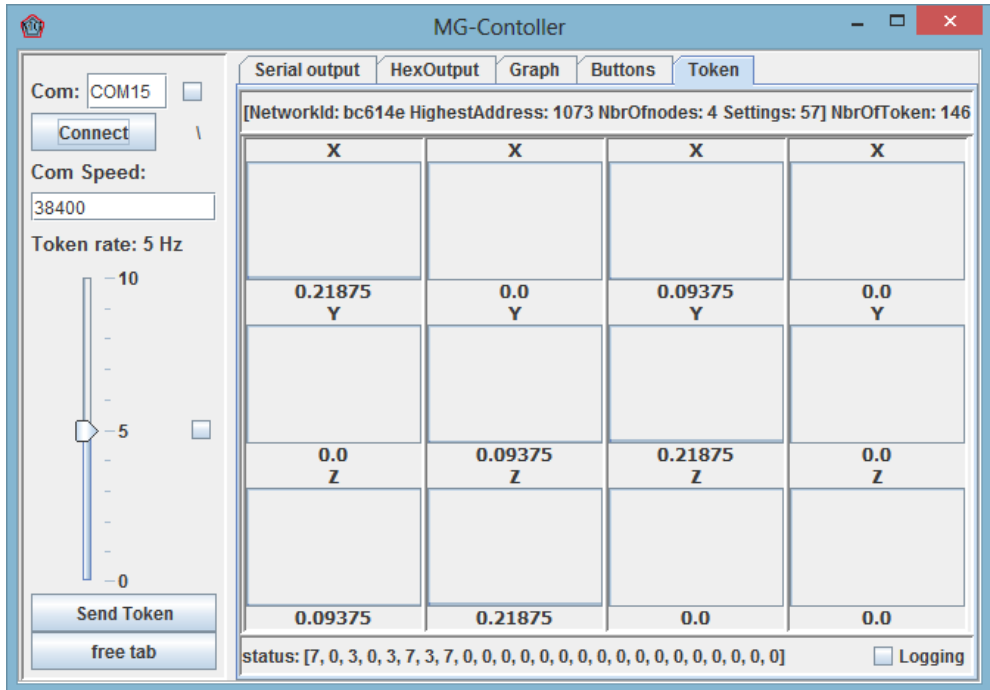 MG-Contoller
Com: COM15
Connect \
Com Speed:
38400
Token rate: 5 Hz
10
5
0
Send Token
free tab
Serial output HexOutput Graph Buttons Token
[NetworkId: bc614e HighestAddress: 1073 NbrOfnodes: 4 Settings: 57] NbrOfToken: 146
X X X X
0.21875 0.0 0.09375 0.0
Y Y Y Y
0.0 0.09375 0.21875 0.0
Z Z Z Z
0.09375 0.21875 0.0 0.0
status: [7, 0, 3, 0, 3, 7, 3, 7, 0, 0, 0, 0, 0, 0, 0, 0, 0, 0, 0, 0, 0, 0, 0, 0] Logging